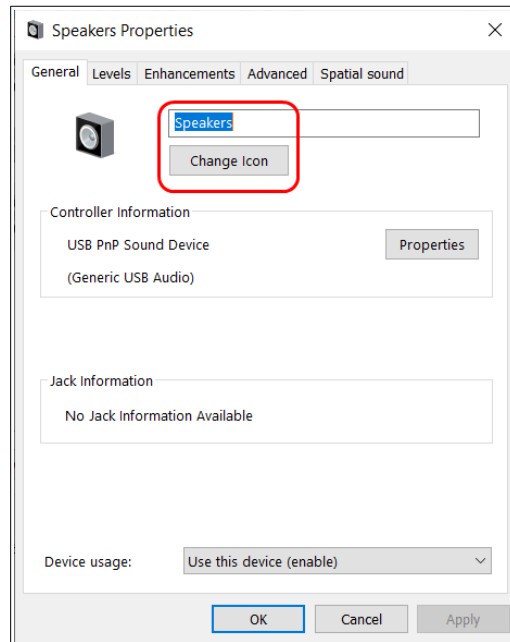 Speakers Properties
General Levels Enhancements Advanced Spatial sound
Speakers
Change Icon
Controller Information
USB PnP Sound Device Properties
(Generic USB Audio)
Jack Information
No Jack Information Available
Device usage: Use this device (enable)
OK Cancel Apply